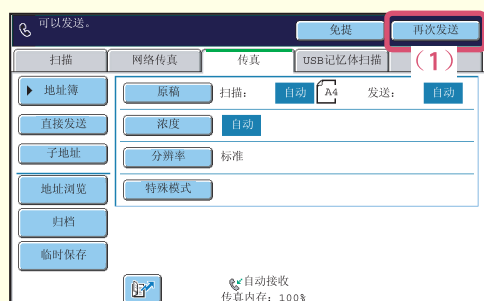 可以发送。
免提 再次发送
扫描 网络传真 传真 USB记忆体扫描 (1)
地址簿 原稿 扫描: 自动 A4 发送: 自动
直接发送 浓度 自动
子地址 分辨率 标准
地址浏览 特殊模式
归档
临时保存
自动接收
传真内存: 100%